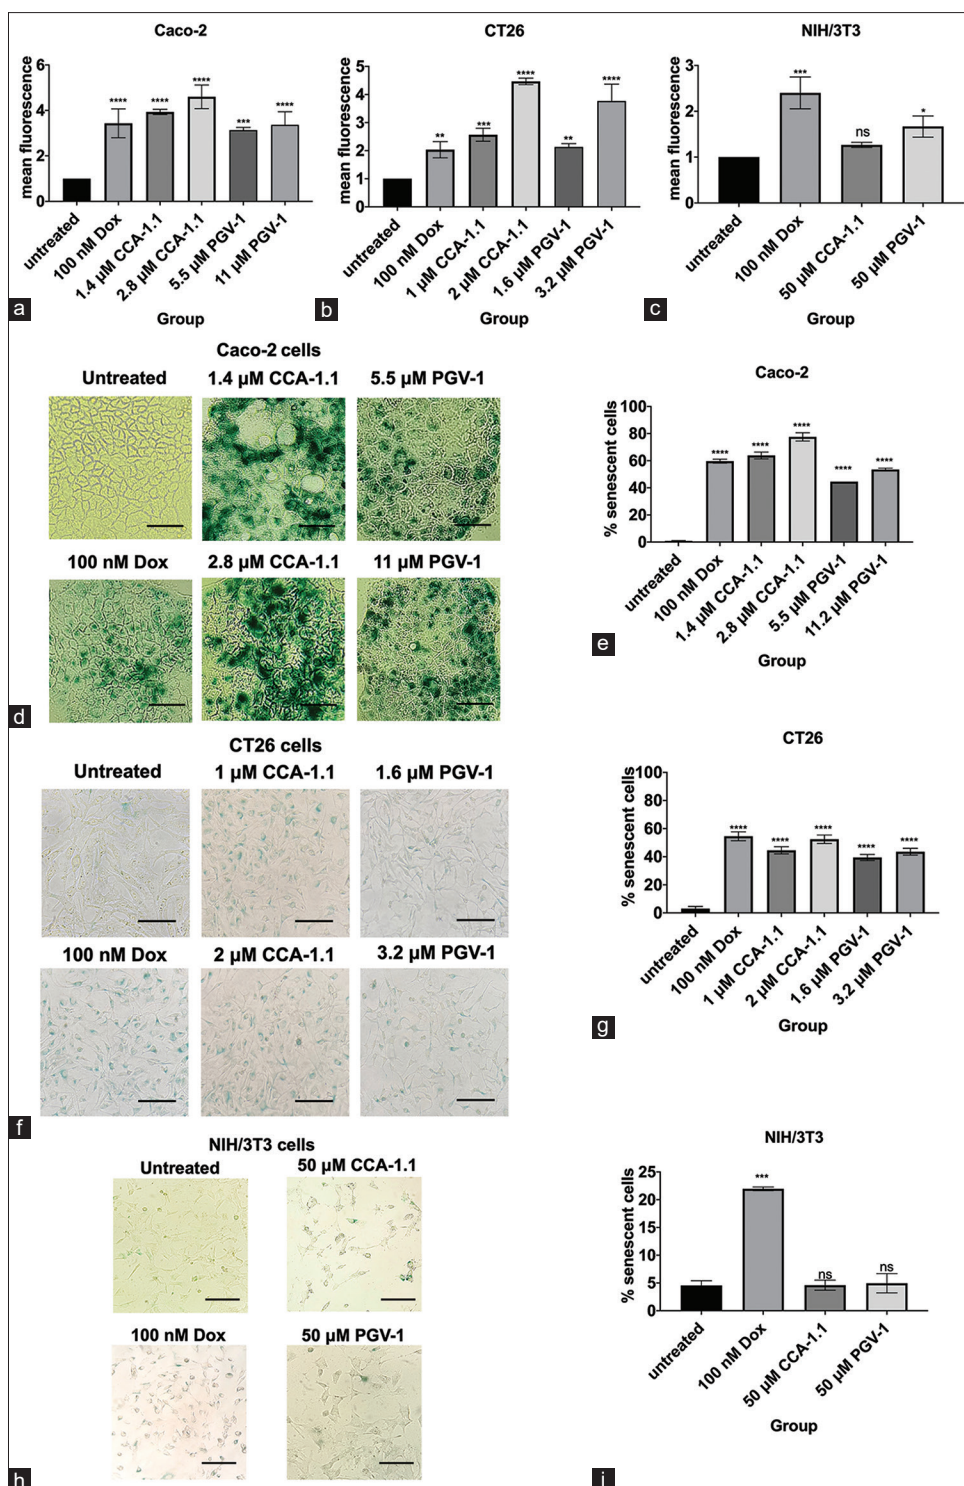 Caco-2
mean fluorescence
6
4
2
0
****
****
****
***
****
untreated
100 nM Dox
1.4 µM CCA-1.1
2.8 µM CCA-1.1
5.5 µM PGV-1
11 µM PGV-1
Group
a
CT26
mean fluorescence
5
4
3
2
1
0
**
***
****
**
****
untreated
100 nM Dox
1 µM CCA-1.1
2 µM CCA-1.1
1.6 µM PGV-1
3.2 µM PGV-1
Group
b
NIH/3T3
mean fluorescence
3
2
1
0
***
ns
*
untreated
100 nM Dox
50 µM CCA-1.1
50 µM PGV-1
Group
c
Caco-2 cells
Untreated
1.4 µM CCA-1.1
5.5 µM PGV-1
100 nM Dox
2.8 µM CCA-1.1
11 µM PGV-1
d
Caco-2
% senescent cells
100
80
60
40
20
0
****
****
****
****
****
untreated
100 nM Dox
1.4 µM CCA-1.1
2.8 µM CCA-1.1
5.5 µM PGV-1
11.2 µM PGV-1
Group
e
CT26 cells
Untreated
1 µM CCA-1.1
1.6 µM PGV-1
100 nM Dox
2 µM CCA-1.1
3.2 µM PGV-1
f
CT26
% senescent cells
100
80
60
40
20
0
****
****
****
****
****
untreated
100 nM Dox
1 µM CCA-1.1
2 µM CCA-1.1
1.6 µM PGV-1
3.2 µM PGV-1
Group
g
NIH/3T3 cells
Untreated
50 µM CCA-1.1
100 nM Dox
50 µM PGV-1
h
NIH/3T3
% senescent cells
25
20
15
10
5
0
***
ns
ns
untreated
100 nM Dox
50 µM CCA-1.1
50 µM PGV-1
Group
i